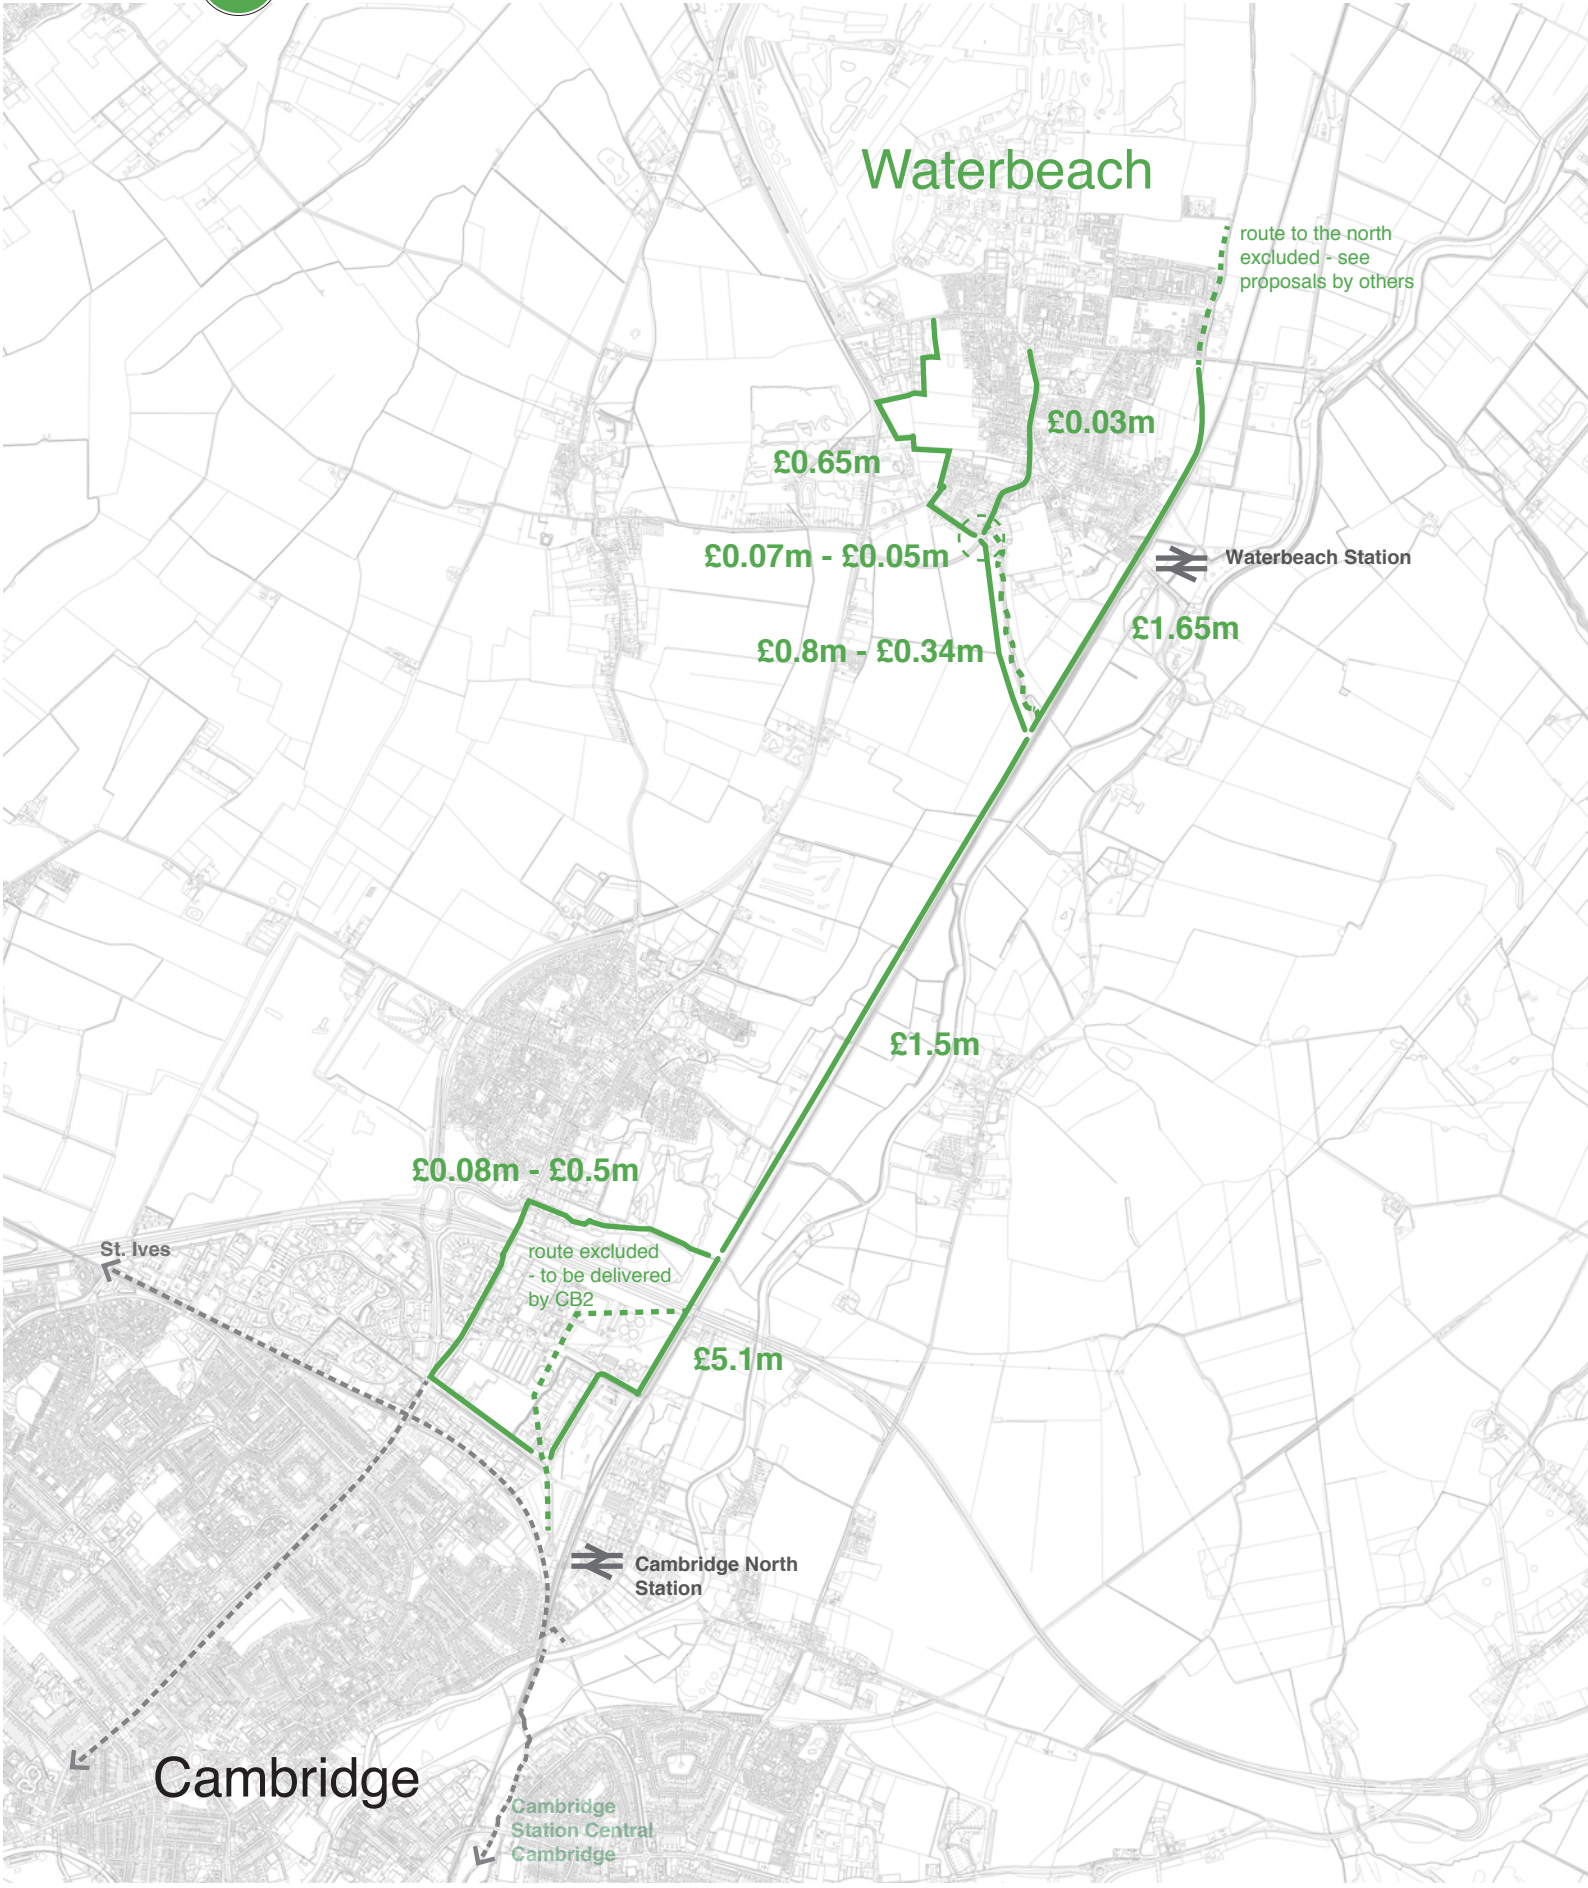 Waterbeach
route to the north
excluded - see
proposals by others
£0.03m
£0.65m
£0.07m - £0.05m
Waterbeach Station
£1.65m
£0.8m - £0.34m
£1.5m
£0.08m - £0.5m
St. Ives
route excluded
- to be delivered
by CB2
£5.1m
Cambridge North
Station
Cambridge
Cambridge
Station Central
Cambridge